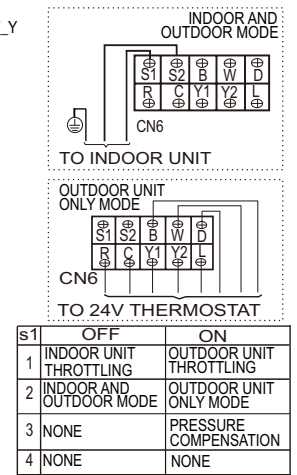 _Y
INDOOR AND
OUTDOOR MODE
S1 S2 B W D
R C Y1 Y2 L
CN6
TO INDOOR UNIT
OUTDOOR UNIT
ONLY MODE
S1 S2 B W D
R C Y1 Y2 L
CN6
TO 24V THERMOSTAT
s1 OFF ON
1 INDOOR UNIT THROTTLING OUTDOOR UNIT THROTTLING
2 INDOOR AND OUTDOOR MODE OUTDOOR UNIT ONLY MODE
3 NONE PRESSURE COMPENSATION
4 NONE NONE